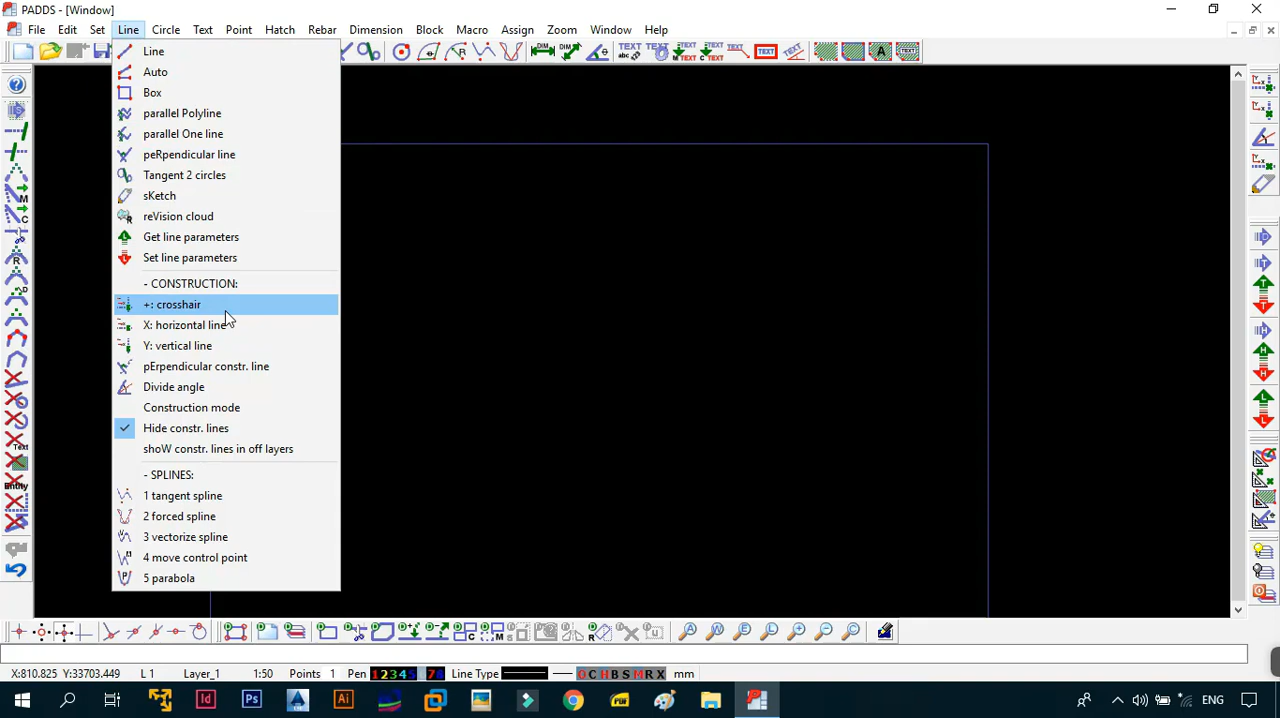 PADDS - [Window]
File Edit Set Line Circle Text Point Hatch Rebar Dimension Macro Block Assign Zoom Window Help
Line
Auto
Box
parallel Polyline
parallel One line
peRpendicular line
Tangent 2 circles
sKetch
reVision cloud
Get line parameters
Set line parameters
- CONSTRUCTION:
+: crosshair
X: horizontal line
Y: vertical line
pErpendicular constr. line
Divide angle
Construction mode
Hide constr. lines
shoW constr. lines in off layers
- SPLINES:
1 tangent spline
2 forced spline
3 vectorize spline
4 move control point
5 parabola
X:810.825 Y:33703.449 L 1 Layer_1 1:50 Points 1 Pen 1 2 3 4 5 7 8 Line Type O C H B S M R X mm
ENG